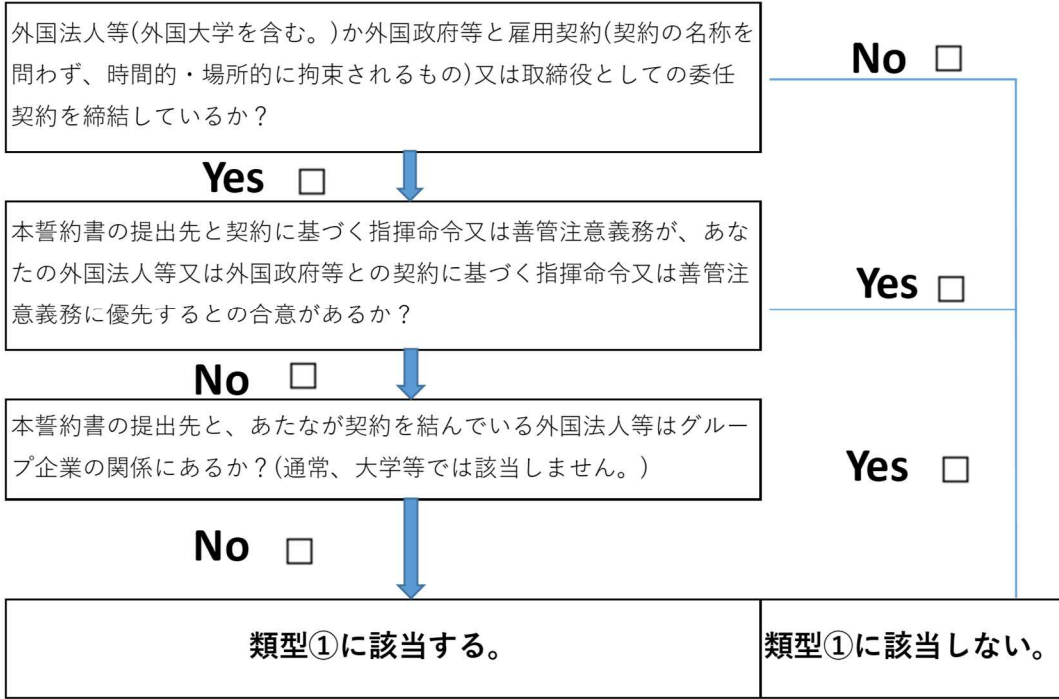 外国法人等(外国大学を含む。)か外国政府等と雇用契約(契約の名称を
問わず、時間的・場所的に拘束されるもの)又は取締役としての委任
契約を締結しているか？
No □
Yes □
本誓約書の提出先と契約に基づく指揮命令又は善管注意義務が、あな
たの外国法人等又は外国政府等との契約に基づく指揮命令又は善管注
意義務に優先するとの合意があるか？
Yes □
No □
本誓約書の提出先と、あたなが契約を結んでいる外国法人等はグルー
プ企業の関係にあるか？(通常、大学等では該当しません。)
Yes □
No □
類型①に該当する。
類型①に該当しない。